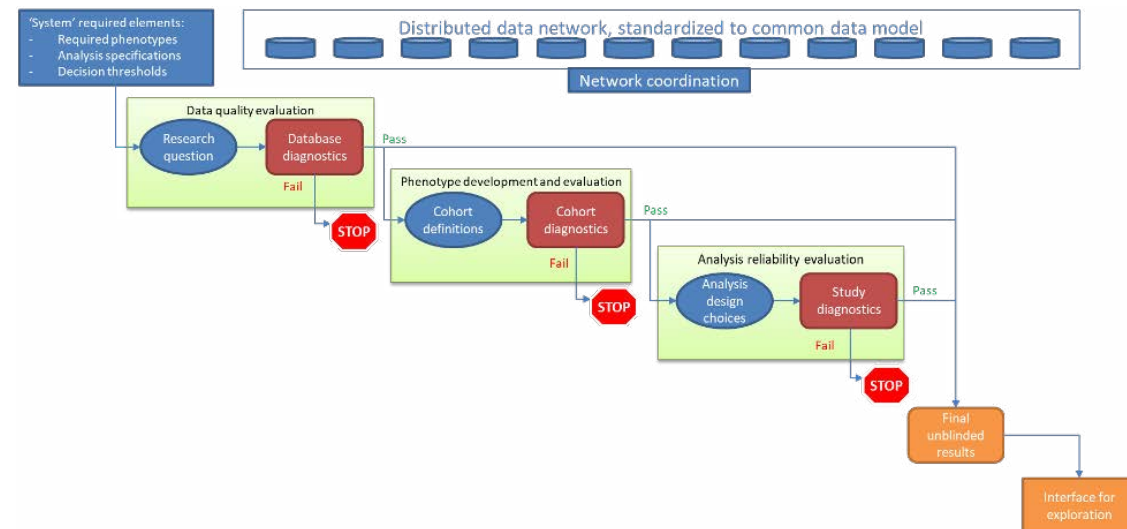 ‘System’ required elements:
- Required phenotypes
- Analysis specifications
- Decision thresholds
Distributed data network, standardized to common data model
Network coordination
Data quality evaluation
Research
question
Database
diagnostics
Pass
Fail
STOP
Phenotype development and evaluation
Cohort
definitions
Cohort
diagnostics
Pass
Fail
STOP
Analysis reliability evaluation
Analysis
design
choices
Study
diagnostics
Pass
Fail
STOP
Final
unblinded
results
Interface for
exploration